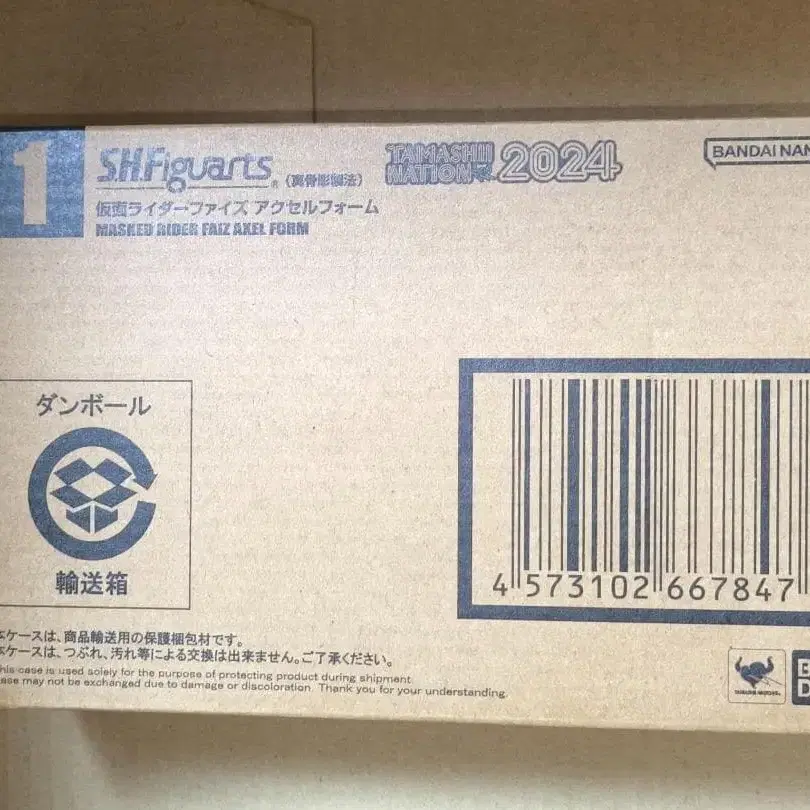 1
S.H.Figuarts
®
(真骨彫製法)
TAMASHII
NATION
2024
BANDAI NAM
仮面ライダーファイズ アクセルフォーム
MASKED RIDER FAIZ AXEL FORM
ダンボール
輸送箱
4 573102 667847
本ケースは、商品輸送用の保護梱包材です。
本ケースは、つぶれ、汚れ等による交換は出来ません。ご了承ください。
This case is used solely for the purpose of protecting product during shipment
ase may not be exchanged due to damage or discoloration. Thank you for your understanding.
TAMASHII NATIONS